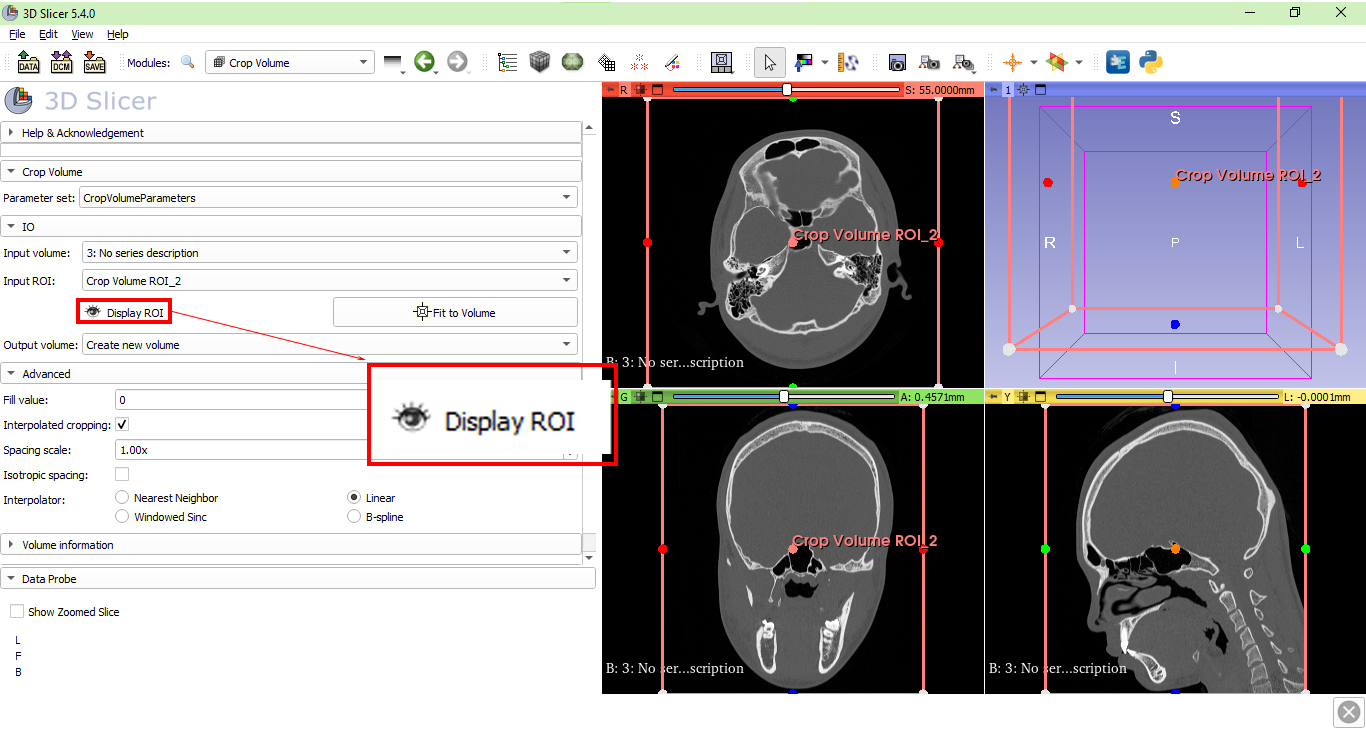 3D Slicer 5.4.0
File Edit View Help
DATA DCM SAVE Modules: Crop Volume
3D Slicer
Help & Acknowledgement
Crop Volume
Parameter set: CropVolumeParameters
IO
Input volume: 3: No series description
Input ROI: Crop Volume ROI_2
Display ROI Fit to Volume
Output volume: Create new volume
Advanced
Fill value: 0
Interpolated cropping:
Spacing scale: 1.00x
Isotropic spacing:
Interpolator: Nearest Neighbor Linear
Windowed Sinc B-spline
Display ROI
Volume information
Data Probe
Show Zoomed Slice
L
F
B
R S: 55.0000mm
Crop Volume ROI_2
B: 3: No ser...scription
1
S
Crop Volume ROI_2
R P L
I
G A: 0.4571mm
Crop Volume ROI_2
B: 3: No ser...scription
Y L: -0.0001mm
B: 3: No ser...scription